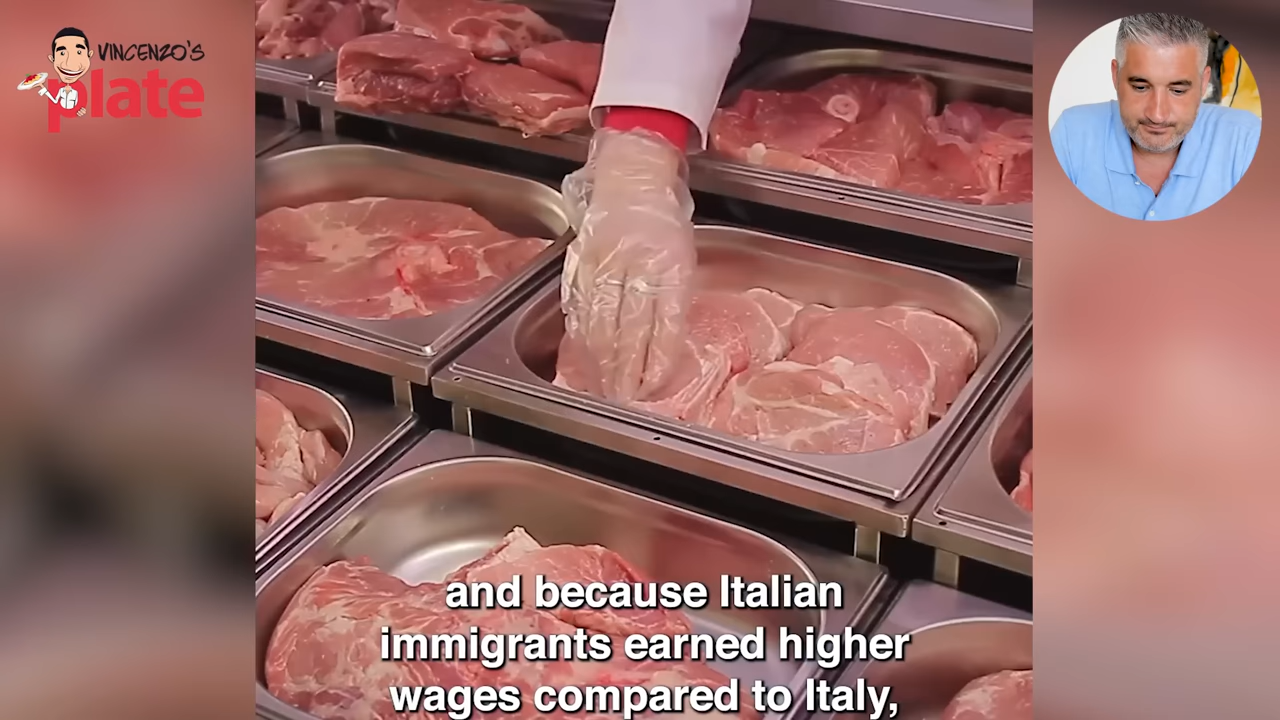 VINCENZO'S
plate
and because Italian
immigrants earned higher
wages compared to Italy,